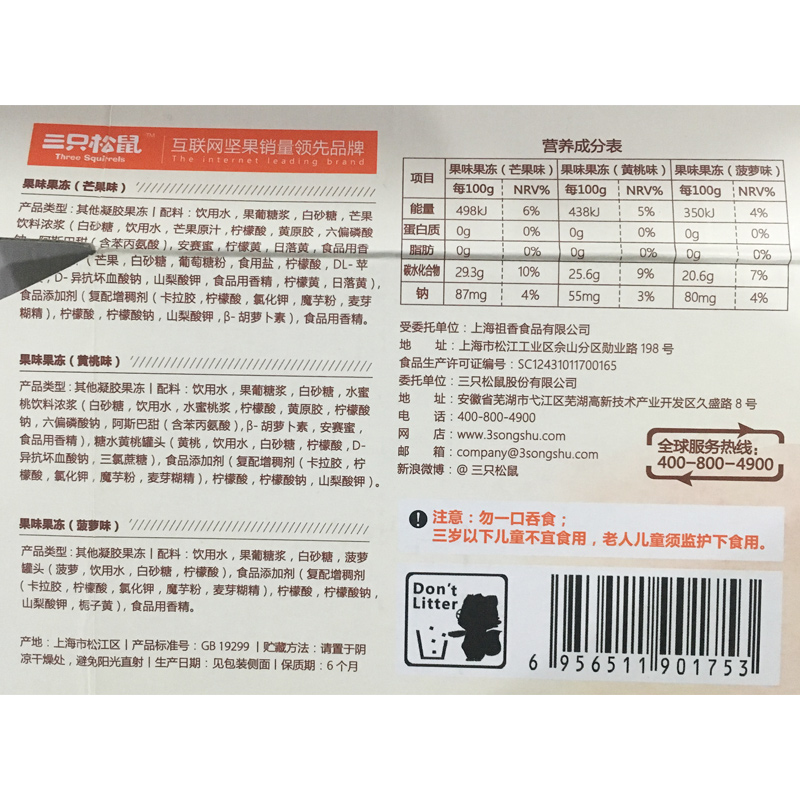 三只松鼠™
Three Squirrels
互联网坚果销量领先品牌
The internet leading brand
果味果冻（芒果味）
产品类型：其他凝胶果冻丨配料：饮用水，果葡糖浆，白砂糖，芒果
饮料浓浆（白砂糖，饮用水，芒果原汁，柠檬酸，黄原胶，六偏磷酸
阿斯巴甜（含苯丙氨酸），安赛蜜，柠檬黄，日落黄，食品用香
（芒果，白砂糖，葡萄糖粉，食用盐，柠檬酸，DL-苹
，D-异抗坏血酸钠，山梨酸钾，食品用香精，柠檬黄，日落黄），
食品添加剂（复配增稠剂（卡拉胶，柠檬酸，氯化钾，魔芋粉，麦芽
糊精），柠檬酸，柠檬酸钠，山梨酸钾，β-胡萝卜素，食品用香精。
果味果冻（黄桃味）
产品类型：其他凝胶果冻丨配料：饮用水，果葡糖浆，白砂糖，水蜜
桃饮料浓浆（白砂糖，饮用水，水蜜桃浆，柠檬酸，黄原胶，柠檬酸
钠，六偏磷酸钠，阿斯巴甜（含苯丙氨酸），β-胡萝卜素，安赛蜜，
食品用香精），糖水黄桃罐头（黄桃，饮用水，白砂糖，柠檬酸，D-
异抗坏血酸钠，三氯蔗糖），食品添加剂（复配增稠剂（卡拉胶，柠
檬酸，氯化钾，魔芋粉，麦芽糊精），柠檬酸，柠檬酸钠，山梨酸钾）。
果味果冻（菠萝味）
产品类型：其他凝胶果冻丨配料：饮用水，果葡糖浆，白砂糖，菠萝
罐头（菠萝，饮用水，白砂糖，柠檬酸），食品添加剂（复配增稠剂
（卡拉胶，柠檬酸，氯化钾，魔芋粉，麦芽糊精），柠檬酸，柠檬酸钠，
山梨酸钾，栀子黄），食品用香精。
产地：上海市松江区丨产品标准号：GB 19299 丨贮藏方法：请置于阴
凉干燥处，避免阳光直射丨生产日期：见包装侧面丨保质期：6个月
营养成分表
项目 果味果冻（芒果味） 果味果冻（黄桃味） 果味果冻（菠萝味）
每100g NRV% 每100g NRV% 每100g NRV%
能量 498kJ 6% 438kJ 5% 350kJ 4%
蛋白质 0g 0% 0g 0% 0g 0%
脂肪 0g 0% 0g 0% 0g 0%
碳水化合物 29.3g 10% 25.6g 9% 20.6g 7%
钠 87mg 4% 55mg 3% 80mg 4%
受委托单位：上海祖香食品有限公司
地 址：上海市松江工业区佘山分区勋业路198号
食品生产许可证编号：SC12431011700165
委托单位：三只松鼠股份有限公司
地 址：安徽省芜湖市弋江区芜湖高新技术产业开发区久盛路8号
电 话：400-800-4900
网 店：www.3songshu.com
邮 箱：company@3songshu.com
新浪微博：@三只松鼠
全球服务热线：
400-800-4900
! 注意：勿一口吞食；
三岁以下儿童不宜食用，老人儿童须监护下食用。
Don't
Litter
6 956511 901753